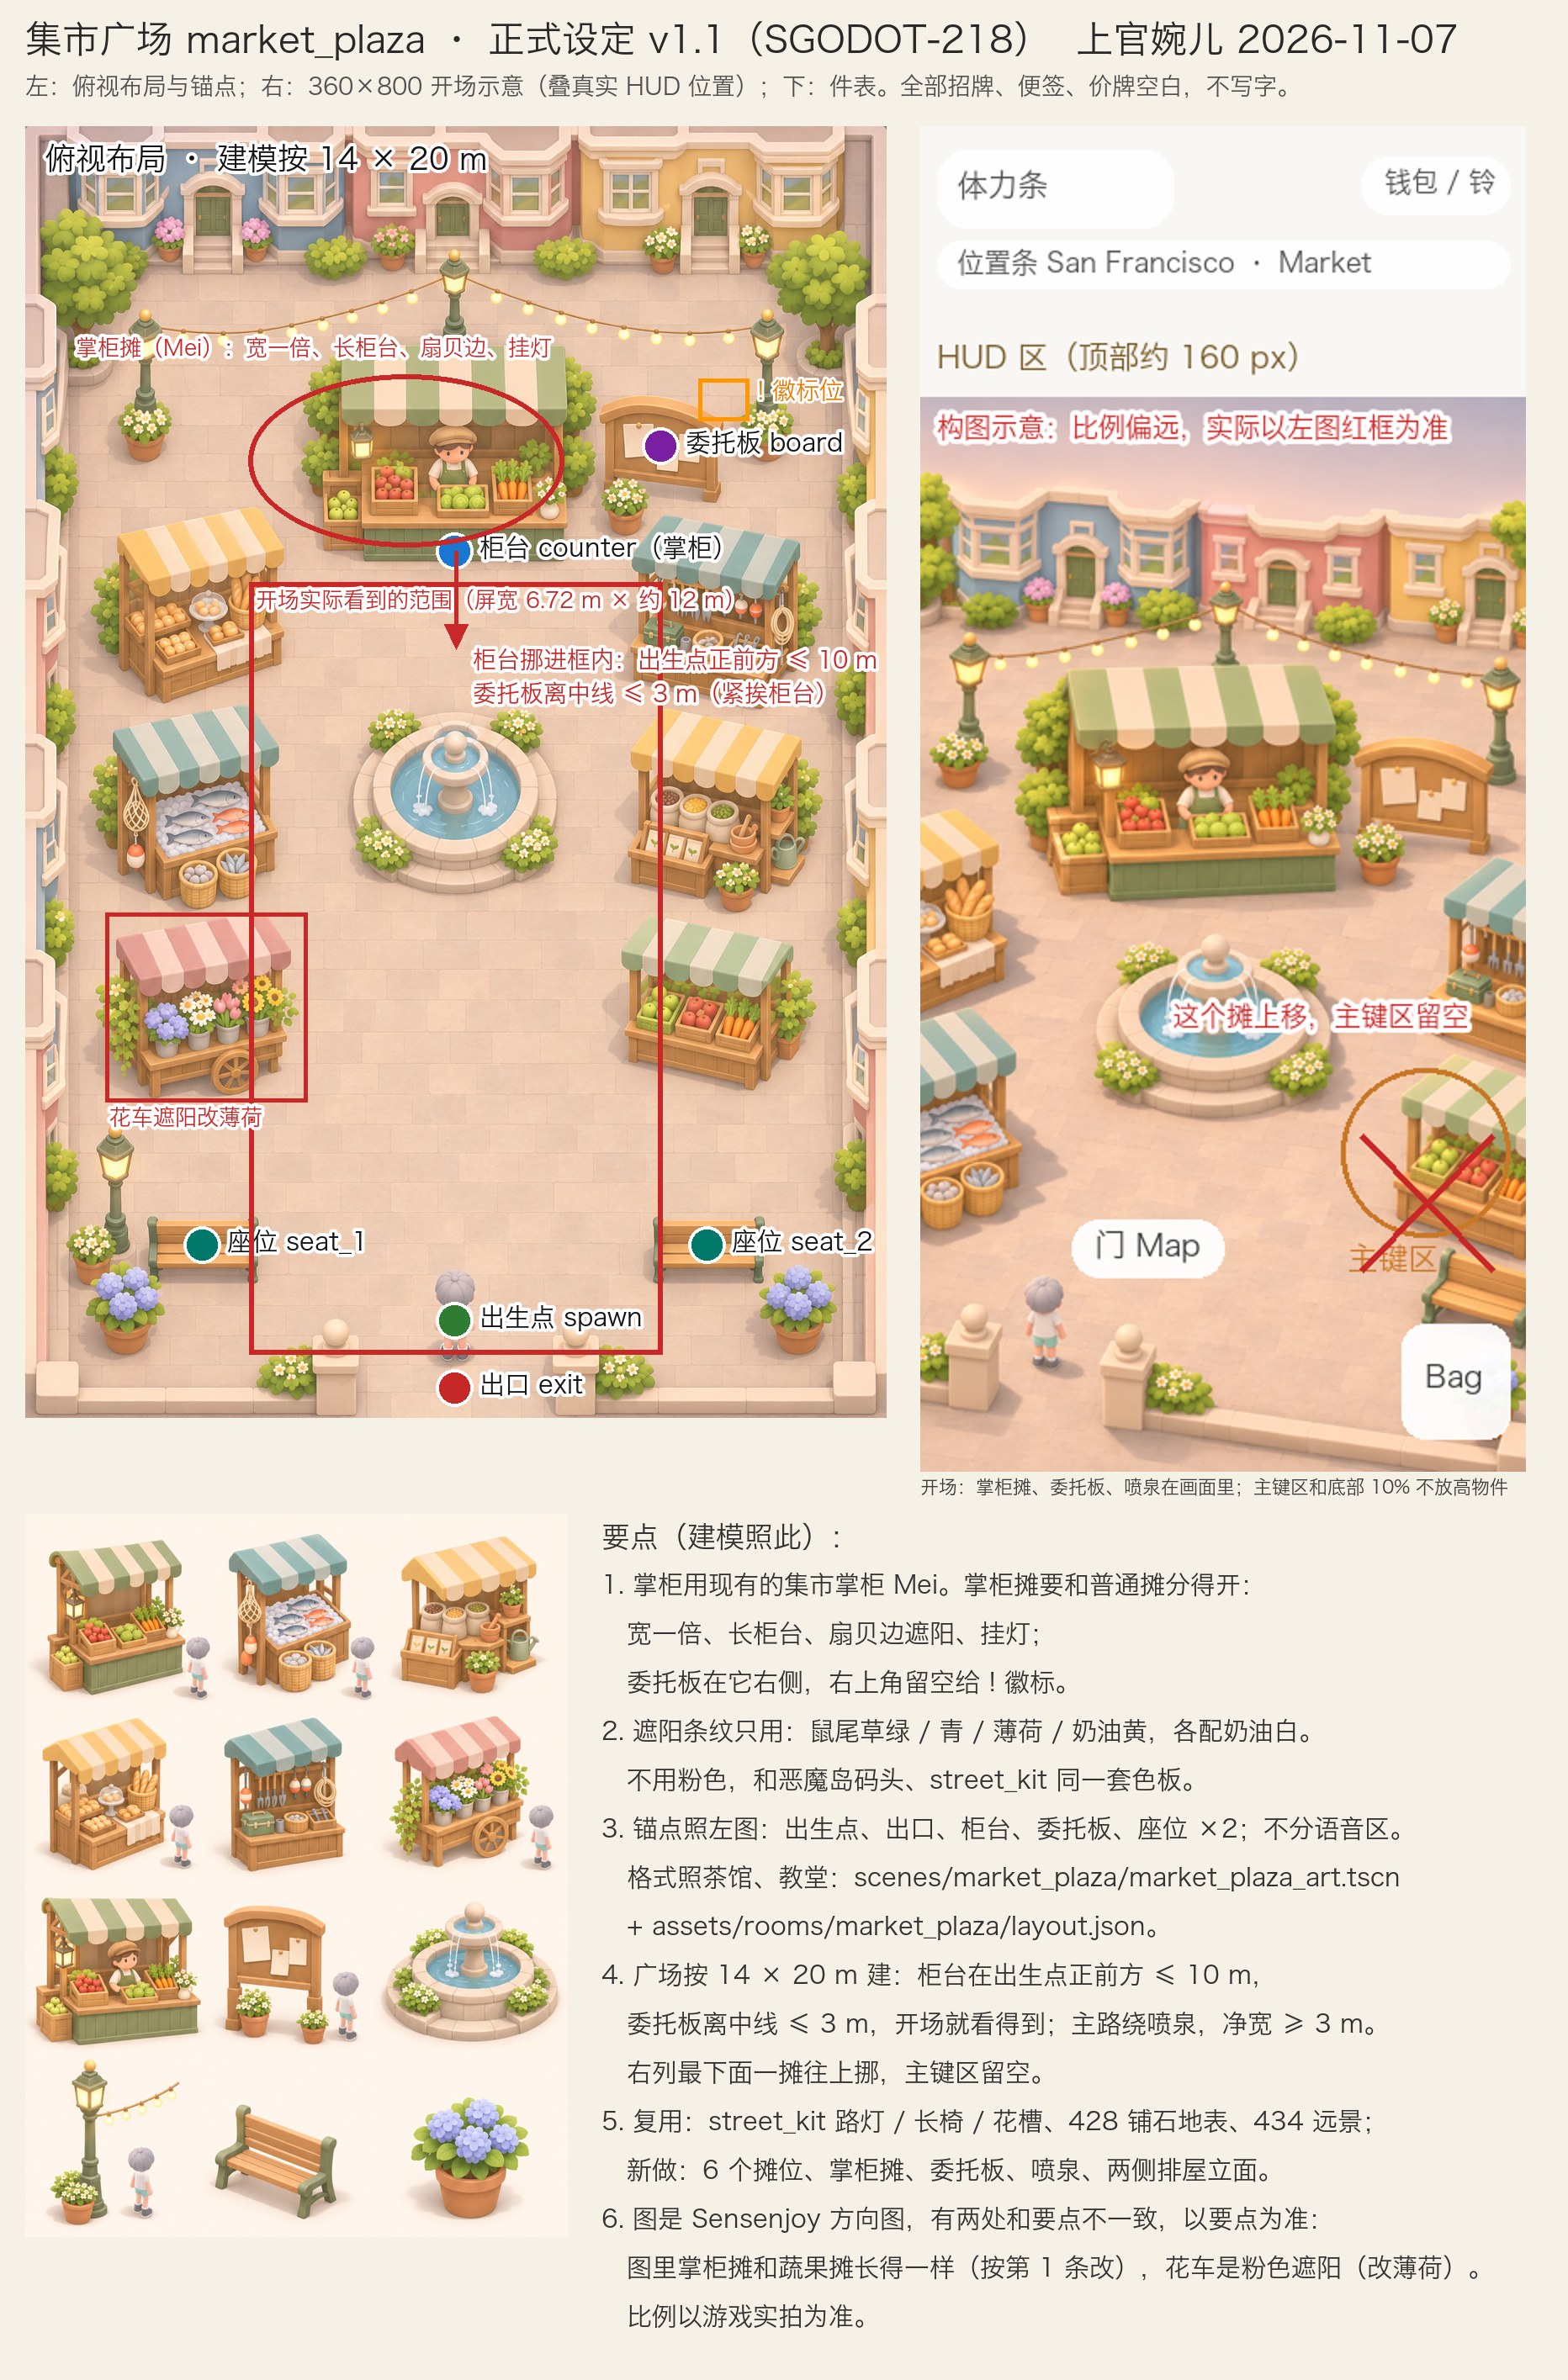 集市广场 market_plaza · 正式设定 v1.1（SGODOT-218） 上官婉儿 2026-11-07
左：俯视布局与锚点；右：360×800 开场示意（叠真实 HUD 位置）；下：件表。全部招牌、便签、价牌空白，不写字。
俯视布局 · 建模按 14 × 20 m
掌柜摊（Mei）：宽一倍、长柜台、扇贝边、挂灯
! 徽标位
委托板 board
柜台 counter（掌柜）
开场实际看到的范围（屏宽 6.72 m × 约 12 m）
柜台挪进框内：出生点正前方 ≤ 10 m
委托板离中线 ≤ 3 m（紧挨柜台）
花车遮阳改薄荷
座位 seat_1
座位 seat_2
出生点 spawn
出口 exit
体力条
钱包 / 铃
位置条 San Francisco · Market
HUD 区（顶部约 160 px）
构图示意：比例偏远，实际以左图红框为准
这个摊上移，主键区留空
门 Map
主键区
Bag
开场：掌柜摊、委托板、喷泉在画面里；主键区和底部 10% 不放高物件
要点（建模照此）：
1. 掌柜用现有的集市掌柜 Mei。掌柜摊要和普通摊分得开：
宽一倍、长柜台、扇贝边遮阳、挂灯；
委托板在它右侧，右上角留空给 ! 徽标。
2. 遮阳条纹只用：鼠尾草绿 / 青 / 薄荷 / 奶油黄，各配奶油白。
不用粉色，和恶魔岛码头、street_kit 同一套色板。
3. 锚点照左图：出生点、出口、柜台、委托板、座位 ×2；不分语音区。
格式照茶馆、教堂：scenes/market_plaza/market_plaza_art.tscn
+ assets/rooms/market_plaza/layout.json。
4. 广场按 14 × 20 m 建：柜台在出生点正前方 ≤ 10 m，
委托板离中线 ≤ 3 m，开场就看得到；主路绕喷泉，净宽 ≥ 3 m。
右列最下面一摊往上挪，主键区留空。
5. 复用：street_kit 路灯 / 长椅 / 花槽、428 铺石地表、434 远景；
新做：6 个摊位、掌柜摊、委托板、喷泉、两侧排屋立面。
6. 图是 Sensenjoy 方向图，有两处和要点不一致，以要点为准：
图里掌柜摊和蔬果摊长得一样（按第 1 条改），花车是粉色遮阳（改薄荷）。
比例以游戏实拍为准。